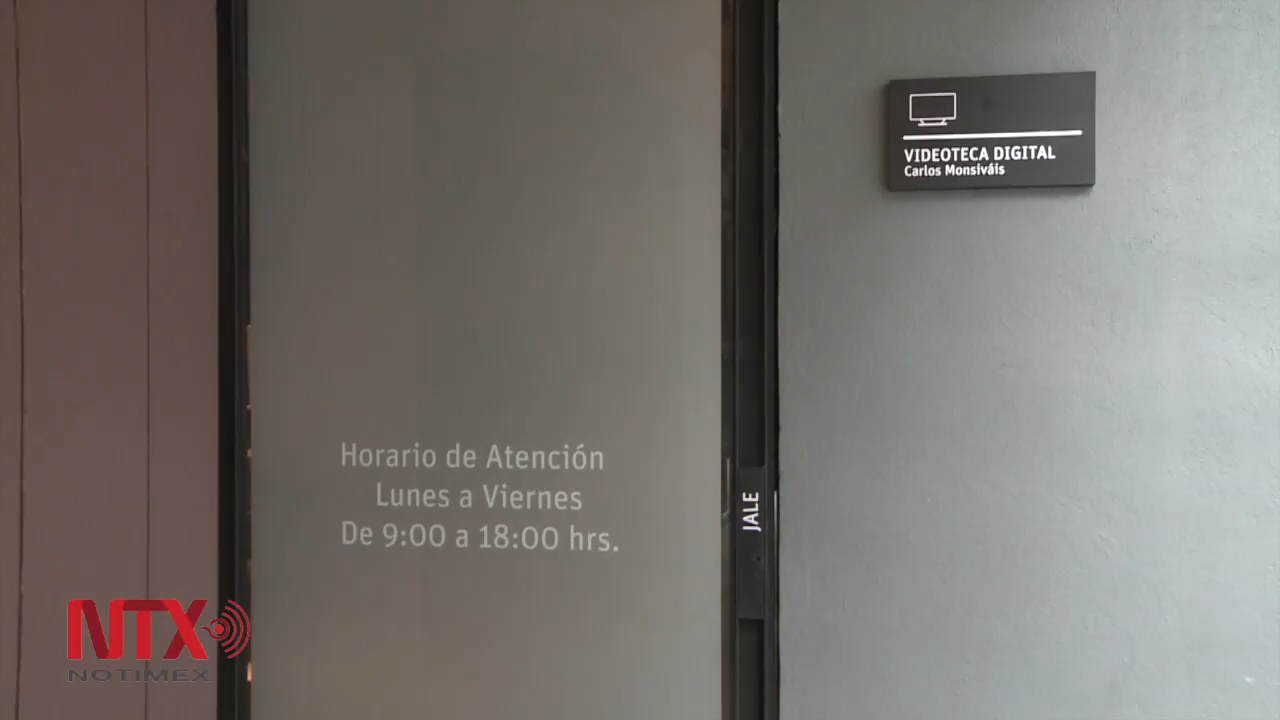 VIDEOTECA DIGITAL
Carlos Monsiváis
Horario de Atención
Lunes a Viernes
De 9:00 a 18:00 hrs.
JALE
NTX
NOTIMEX